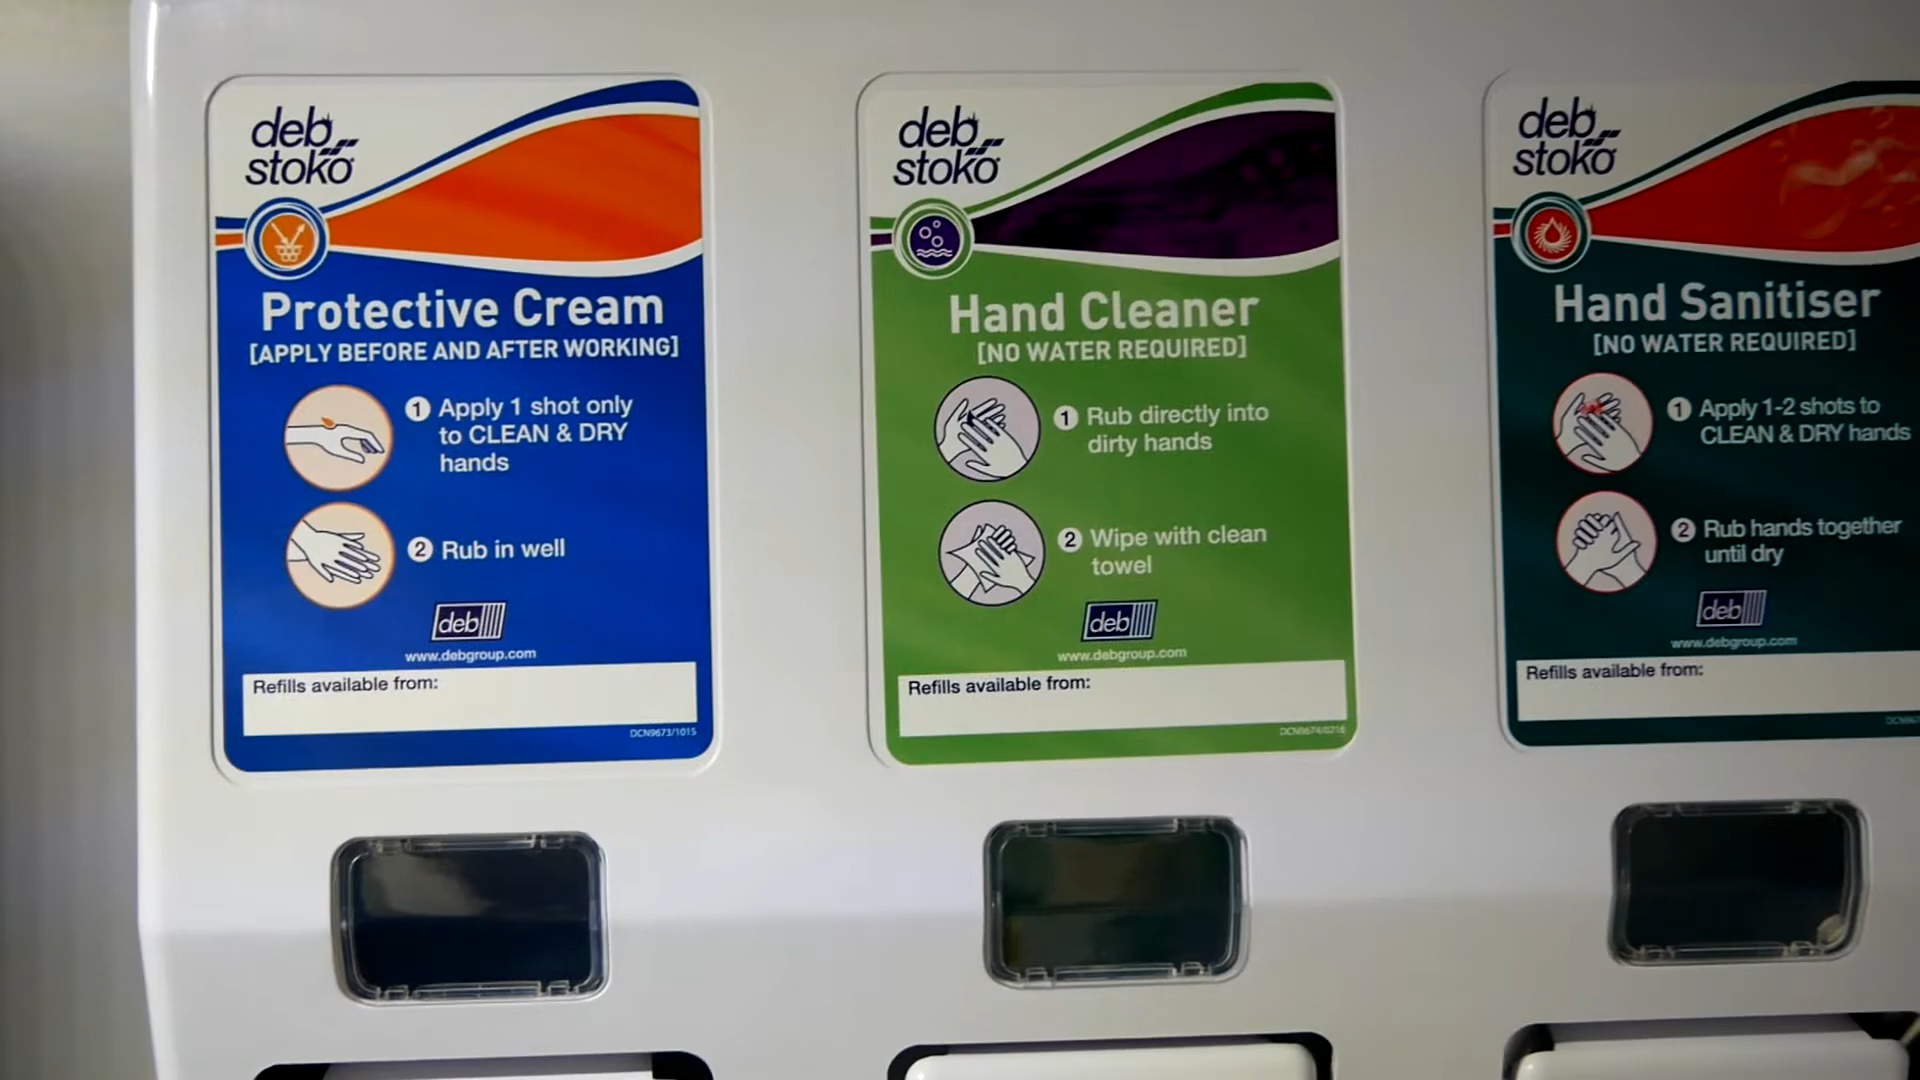 deb
stoko
Protective Cream
[APPLY BEFORE AND AFTER WORKING]
1 Apply 1 shot only
to CLEAN & DRY
hands
2 Rub in well
deb
www.debgroup.com
Refills available from:
DCN9673/1015
deb
stoko
Hand Cleaner
[NO WATER REQUIRED]
1 Rub directly into
dirty hands
2 Wipe with clean
towel
deb
www.debgroup.com
Refills available from:
DCN9674/0216
deb
stoko
Hand Sanitiser
[NO WATER REQUIRED]
1 Apply 1-2 shots to
CLEAN & DRY hands
2 Rub hands together
until dry
deb
www.debgroup.com
Refills available from: